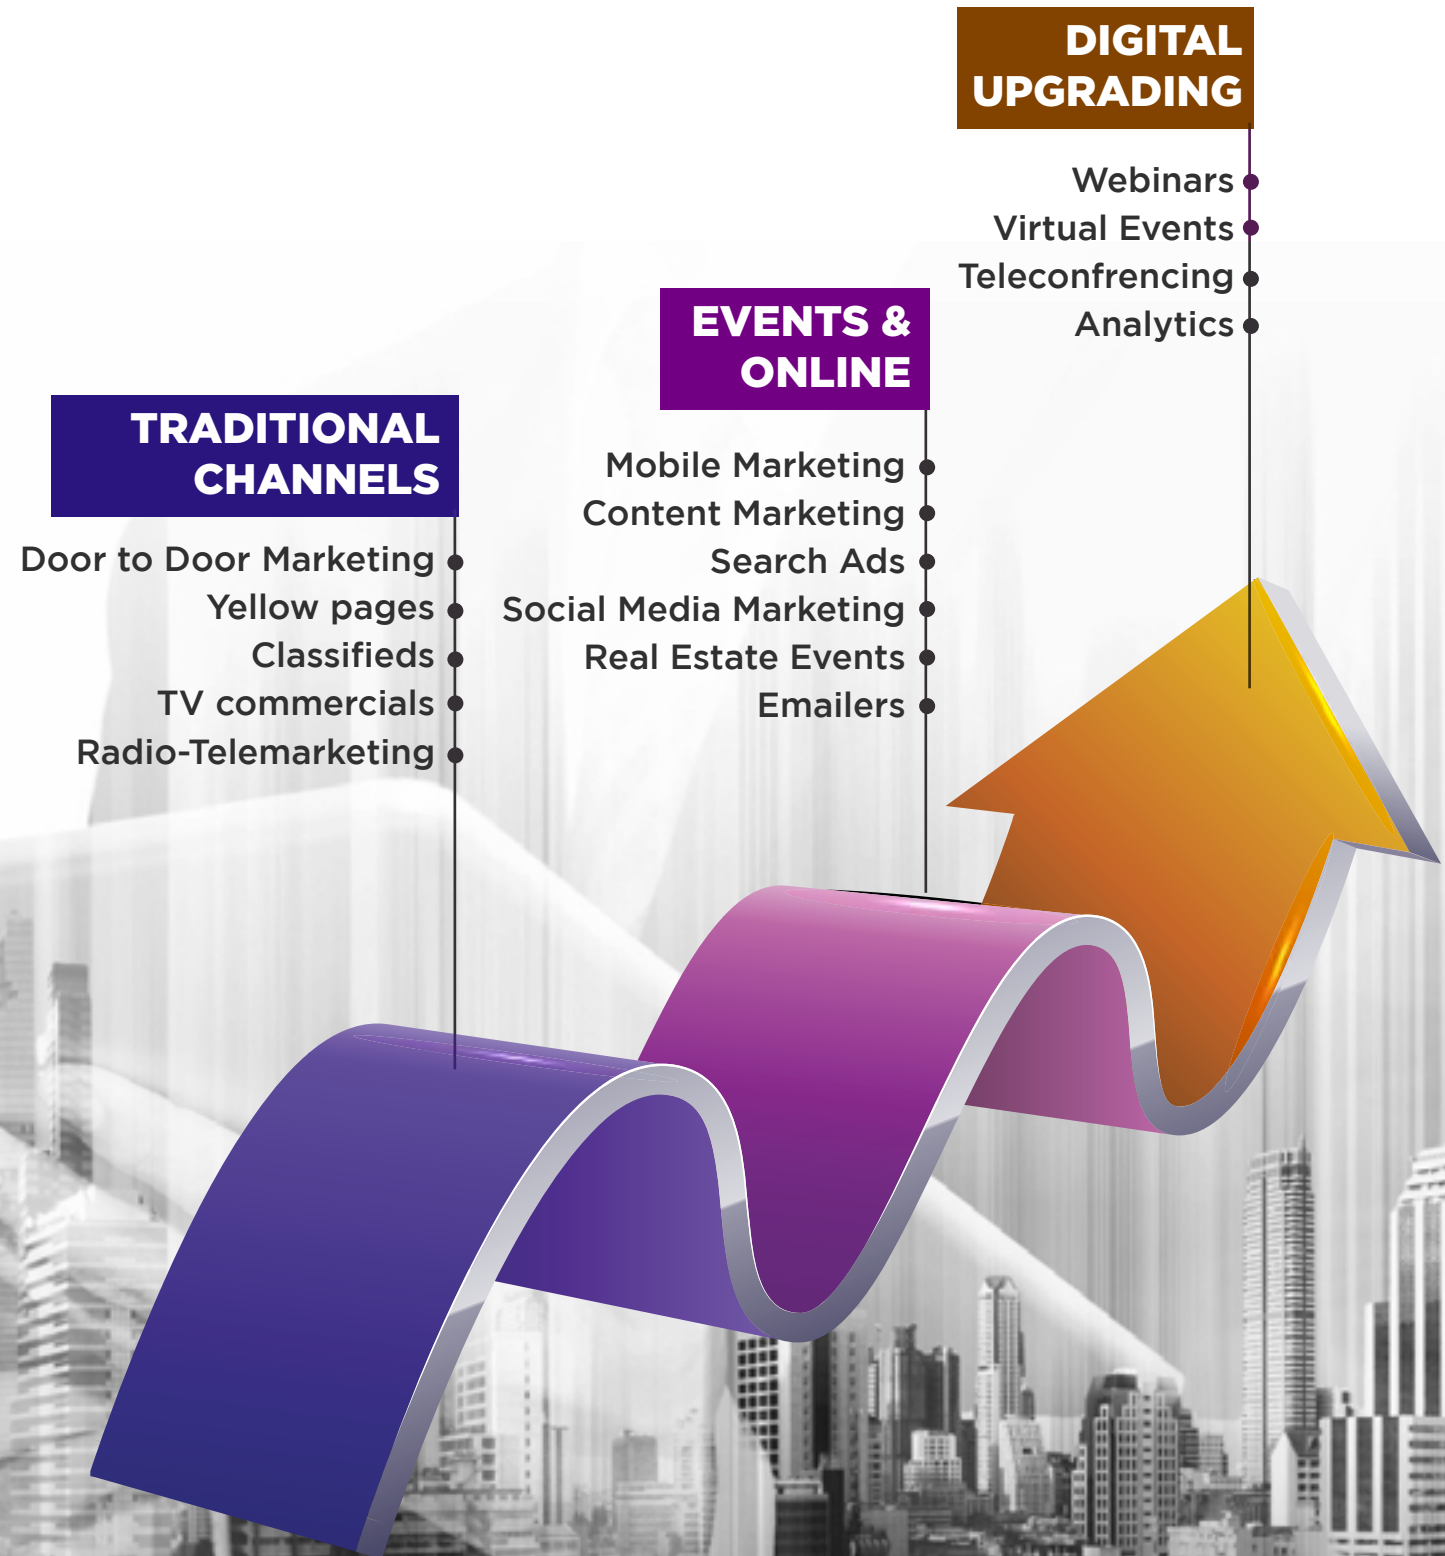 DIGITAL
UPGRADING
Webinars
Virtual Events
Teleconfrencing
Analytics
EVENTS &
ONLINE
Mobile Marketing
Content Marketing
Search Ads
Social Media Marketing
Real Estate Events
Emailers
TRADITIONAL
CHANNELS
Door to Door Marketing
Yellow pages
Classifieds
TV commercials
Radio-Telemarketing